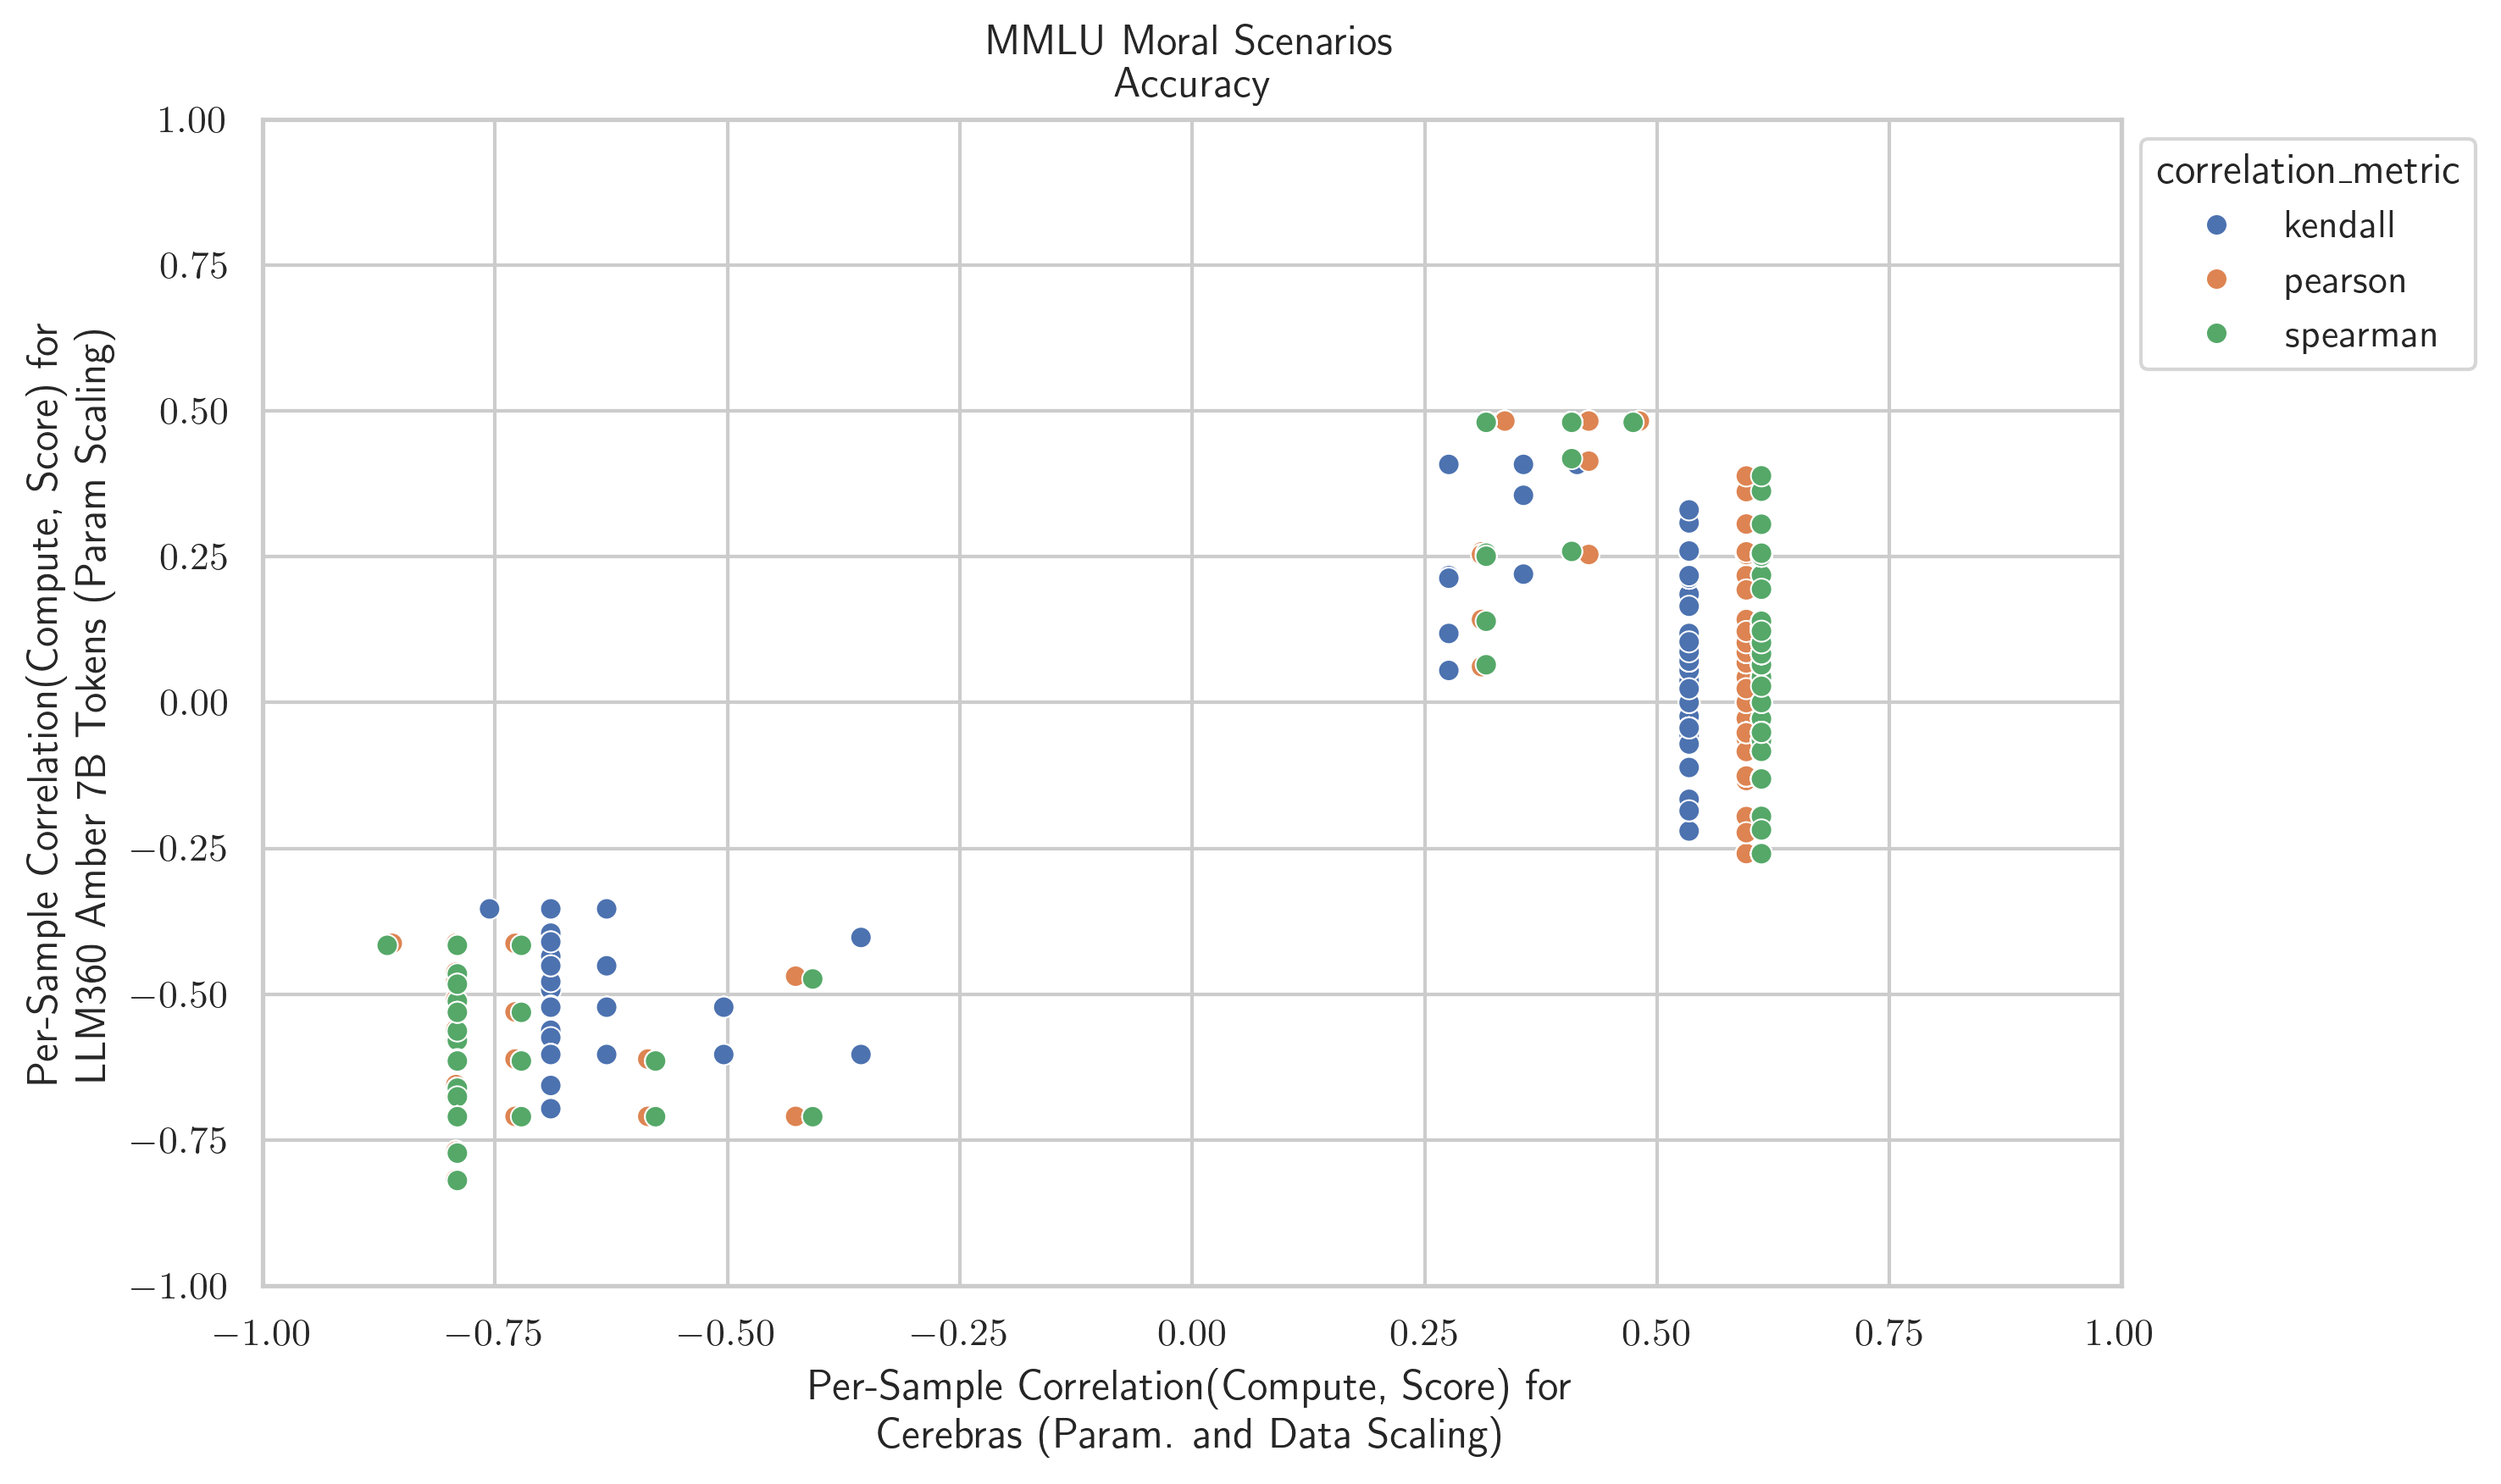 MMLU Moral Scenarios
Accuracy
1.00
0.75
0.50
0.25
0.00
−0.25
−0.50
−0.75
−1.00
Per-Sample Correlation(Compute, Score) for
LLM360 Amber 7B Tokens (Param Scaling)
correlation_metric
kendall
pearson
spearman
−1.00 −0.75 −0.50 −0.25 0.00 0.25 0.50 0.75 1.00
Per-Sample Correlation(Compute, Score) for
Cerebras (Param. and Data Scaling)